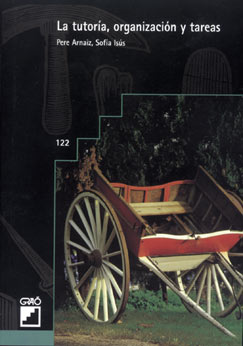 La tutoría, organización y tareas
Pere Arnaiz, Sofía Isús
122
GRAÓ